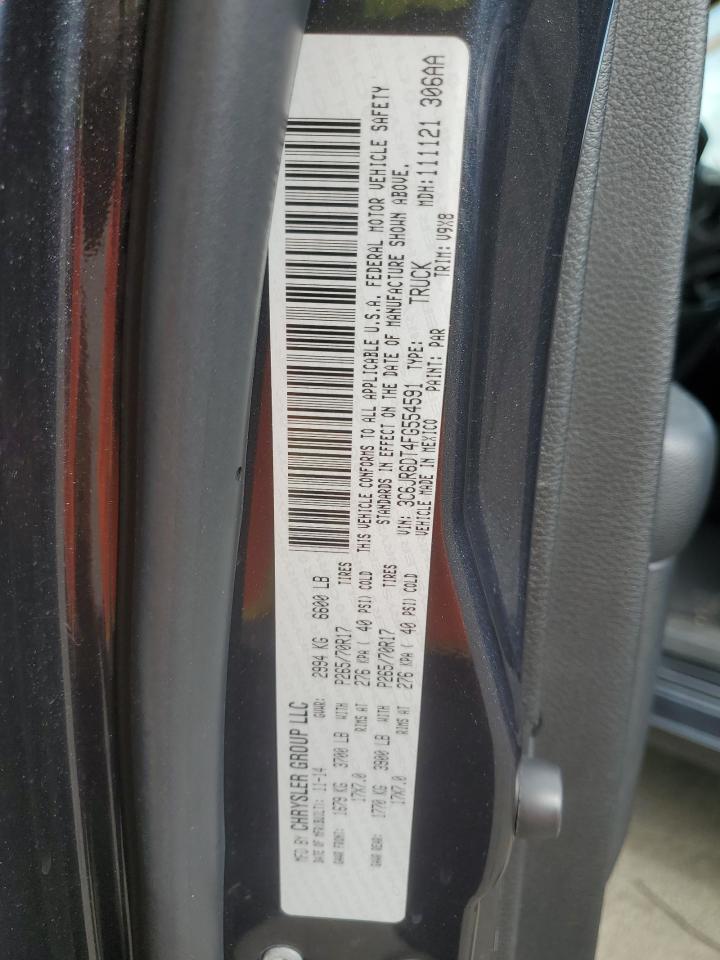 MFD BY CHRYSLER GROUP LLC
DATE OF MFR(BUILT): 11-14 GVWR: 2994 KG 6600 LB
GAWR FRONT: 1679 KG 3700 LB WITH P265/70R17 TIRES
17X7.0 RIMS AT 276 KPA ( 40 PSI) COLD
GAWR REAR: 1770 KG 3900 LB WITH P265/70R17 TIRES
17X7.0 RIMS AT 276 KPA ( 40 PSI) COLD
THIS VEHICLE CONFORMS TO ALL APPLICABLE U.S.A. FEDERAL MOTOR VEHICLE SAFETY
STANDARDS IN EFFECT ON THE DATE OF MANUFACTURE SHOWN ABOVE.
VIN: 3C6JR6DT4FG554591 TYPE: TRUCK MDH: 111121 306AA
VEHICLE MADE IN MEXICO PAINT: PAR TRIM: V9X8